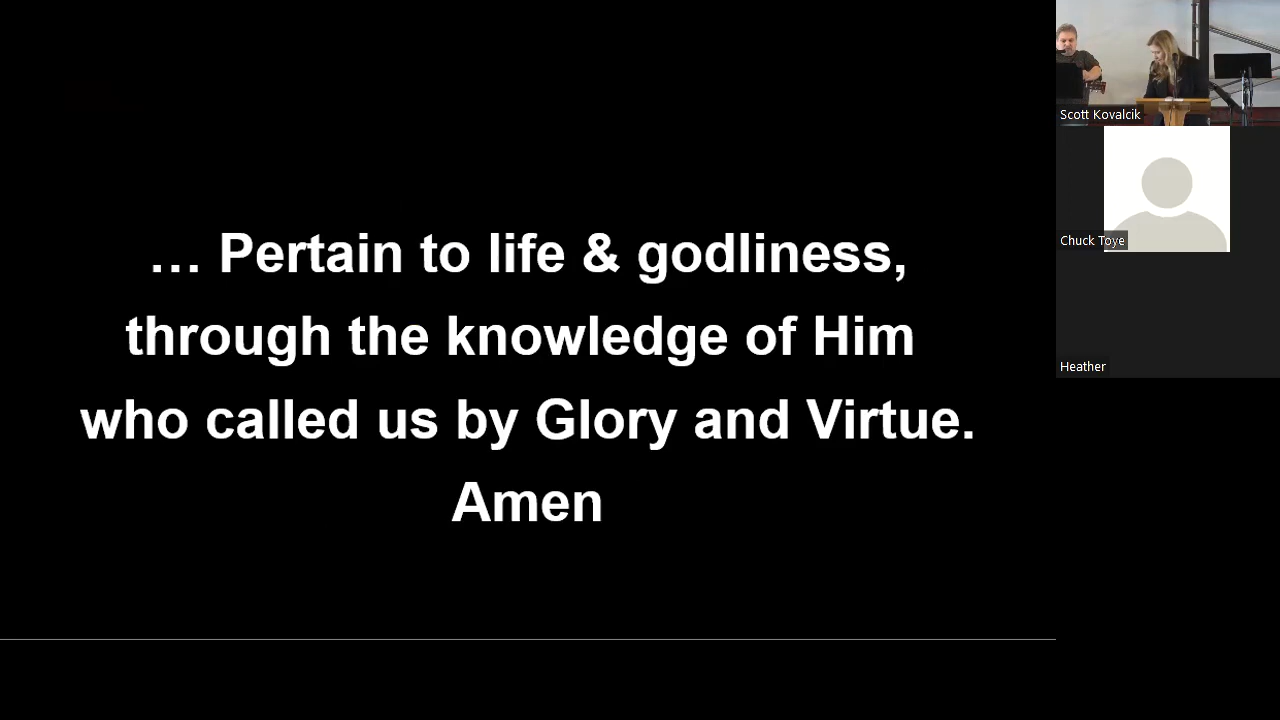 … Pertain to life & godliness,
through the knowledge of Him
who called us by Glory and Virtue.
Amen
Scott Kovalcik
Chuck Toye
Heather